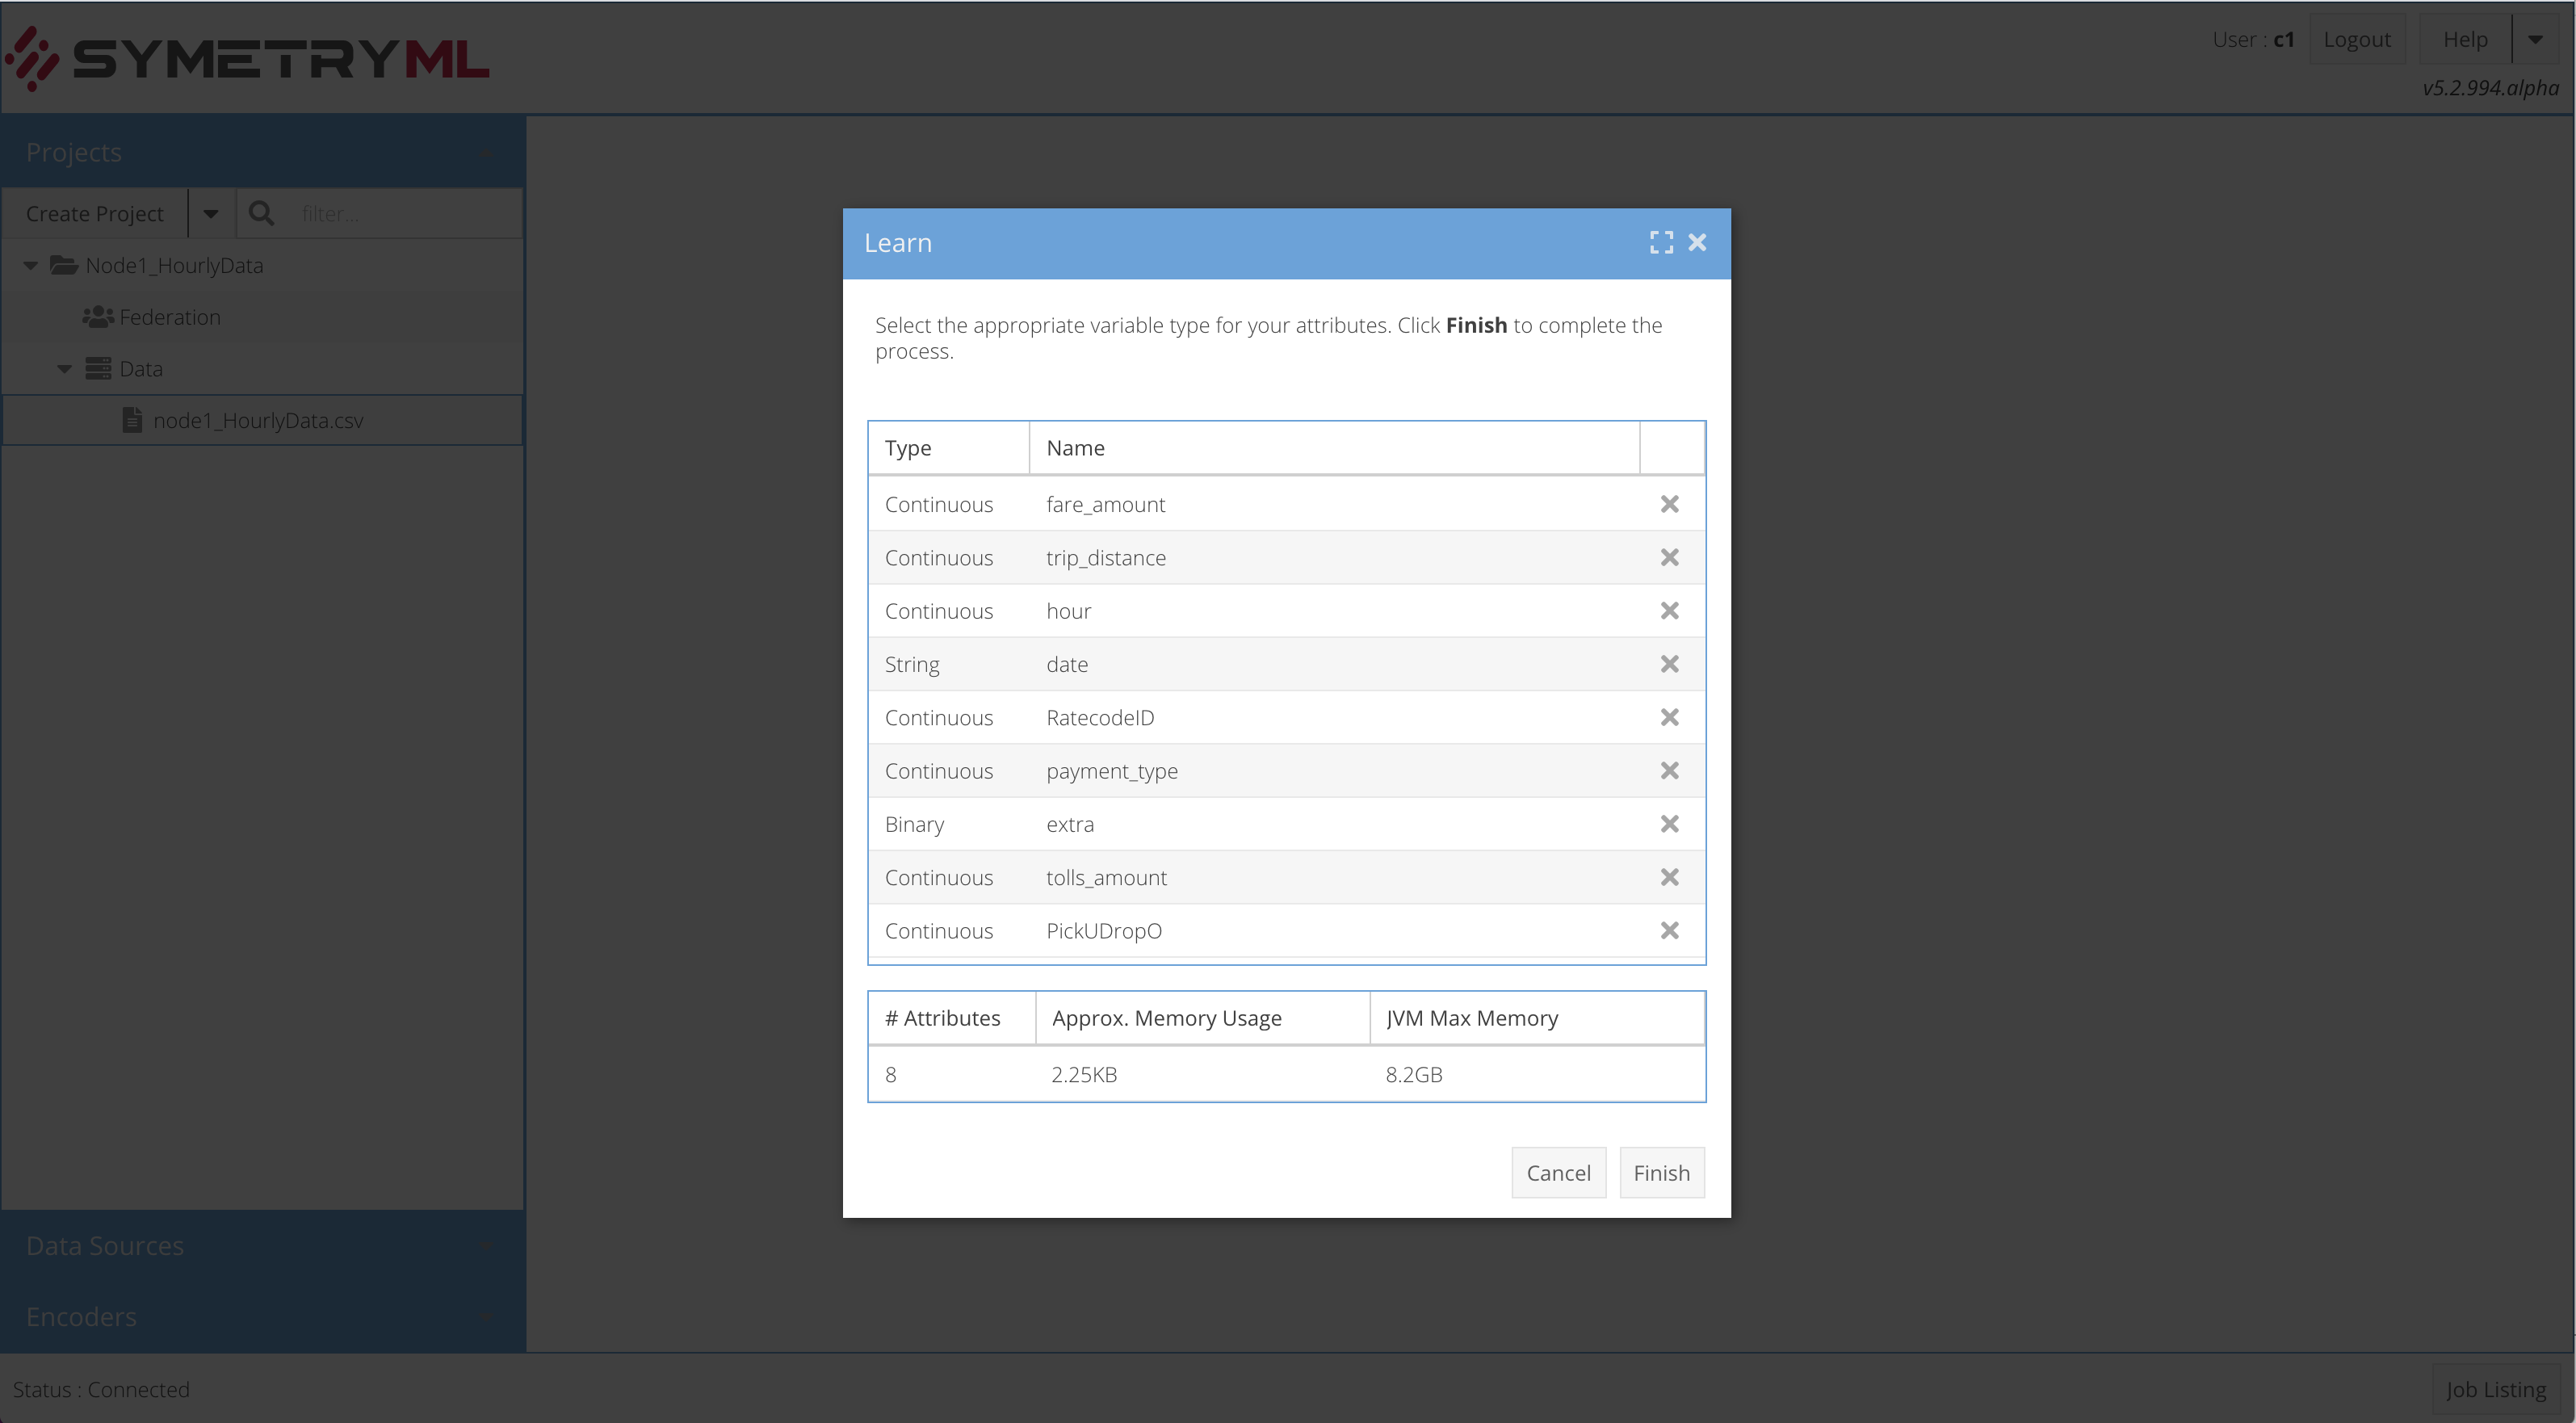 SYMETRYML
User : c1
Logout
Help
v5.2.994.alpha
Projects
Create Project
filter...
Node1_HourlyData
Federation
Data
node1_HourlyData.csv
Data Sources
Encoders
Learn
Select the appropriate variable type for your attributes. Click Finish to complete the
process.
Type Name
Continuous fare_amount
Continuous trip_distance
Continuous hour
String date
Continuous RatecodeID
Continuous payment_type
Binary extra
Continuous tolls_amount
Continuous PickUDropO
# Attributes Approx. Memory Usage JVM Max Memory
8 2.25KB 8.2GB
Cancel Finish
Status : Connected
Job Listing